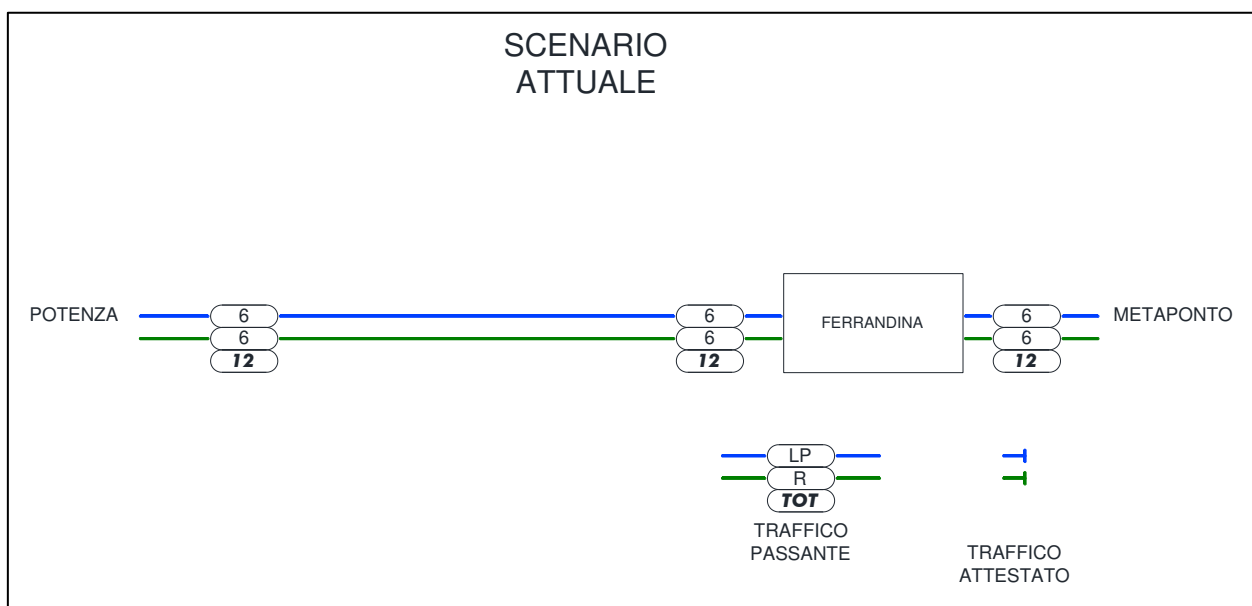 SCENARIO
ATTUALE
POTENZA
6
6
12
6
6
12
FERRANDINA
6
6
12
METAPONTO
LP
R
TOT
TRAFFICO
PASSANTE
TRAFFICO
ATTESTATO